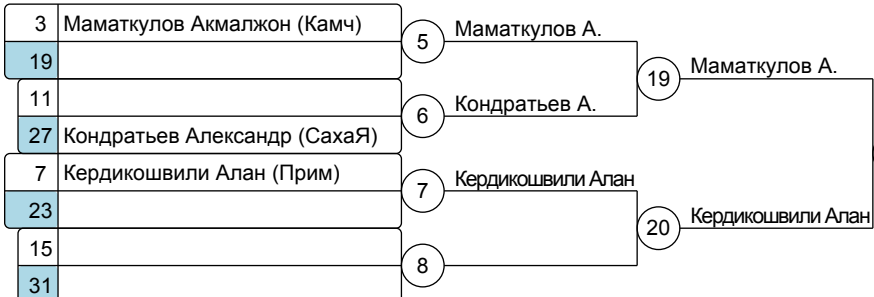 3 Маматкулов Акмалжон (Камч)
19
11
27 Кондратьев Александр (СахаЯ)
7 Кердикошвили Алан (Прим)
23
15
31
5 Маматкулов А.
6 Кондратьев А.
7 Кердикошвили Алан
8
19 Маматкулов А.
20 Кердикошвили Алан